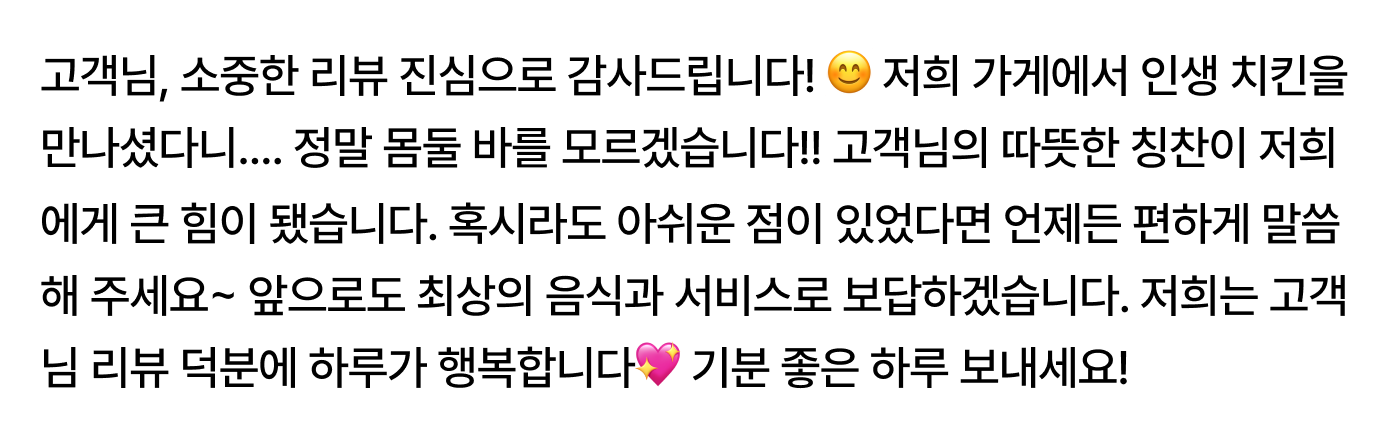 고객님, 소중한 리뷰 진심으로 감사드립니다! 😊 저희 가게에서 인생 치킨을
만나셨다니.... 정말 몸둘 바를 모르겠습니다!! 고객님의 따뜻한 칭찬이 저희
에게 큰 힘이 됐습니다. 혹시라도 아쉬운 점이 있었다면 언제든 편하게 말씀
해 주세요~ 앞으로도 최상의 음식과 서비스로 보답하겠습니다. 저희는 고객
님 리뷰 덕분에 하루가 행복합니다💖 기분 좋은 하루 보내세요!